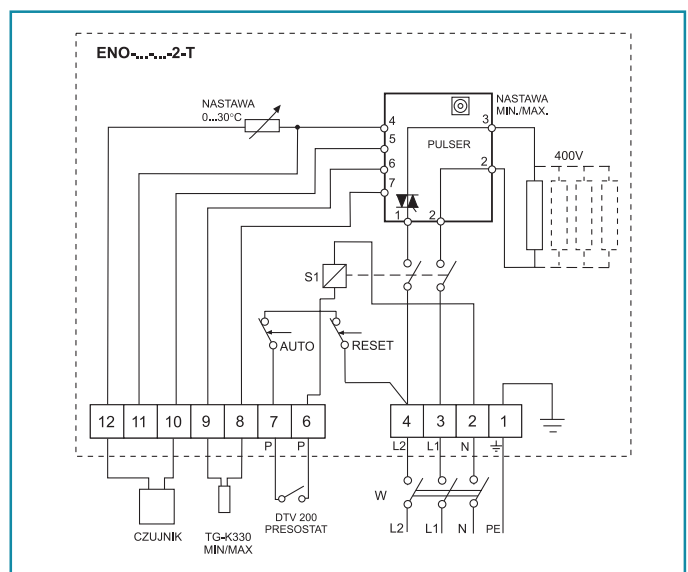 ENO-...-...-2-T
NASTAWA
0...30°C
NASTAWA
MIN./MAX.
4
3
5
PULSER
400V
6
2
7
1
2
S1
AUTO
RESET
12
11
10
9
8
7
6
4
3
2
1
P
P
L2
L1
N
W
CZUJNIK
TG-K330
MIN/MAX
DTV 200
PRESOSTAT
L2
L1
N
PE